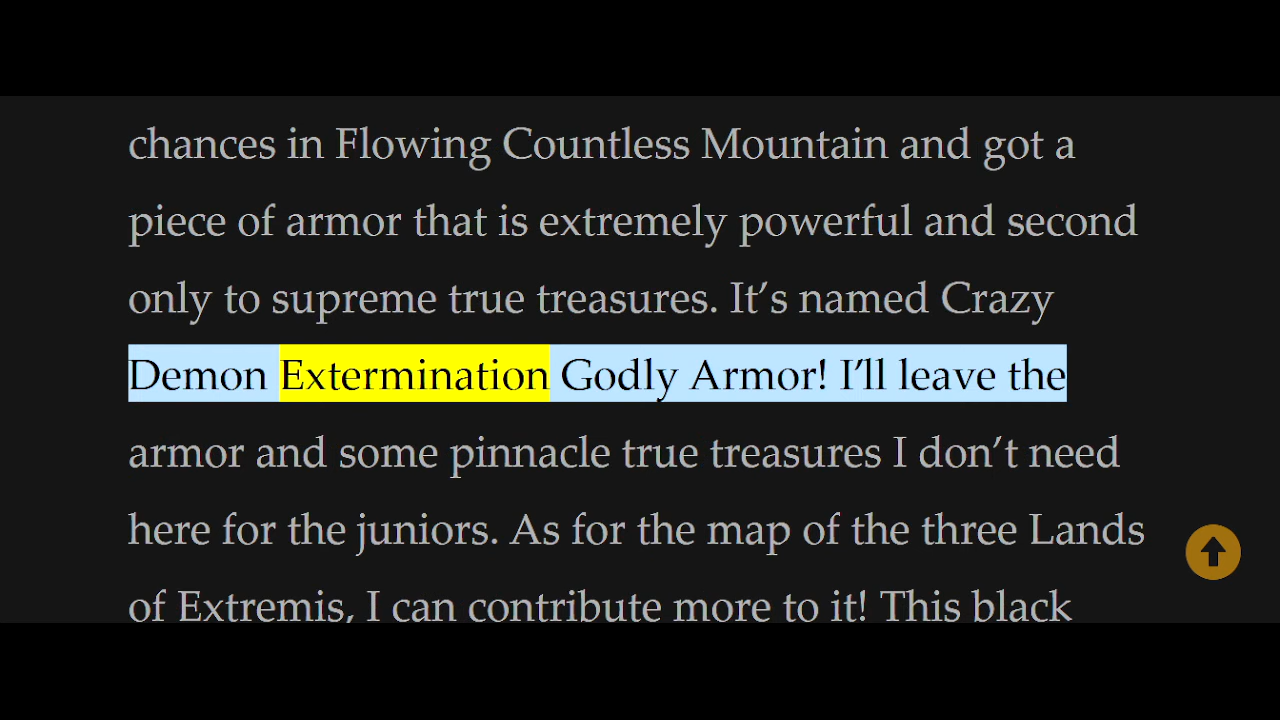 chances in Flowing Countless Mountain and got a
piece of armor that is extremely powerful and second
only to supreme true treasures. It’s named Crazy
Demon Extermination Godly Armor! I’ll leave the
armor and some pinnacle true treasures I don’t need
here for the juniors. As for the map of the three Lands
of Extremis, I can contribute more to it! This black